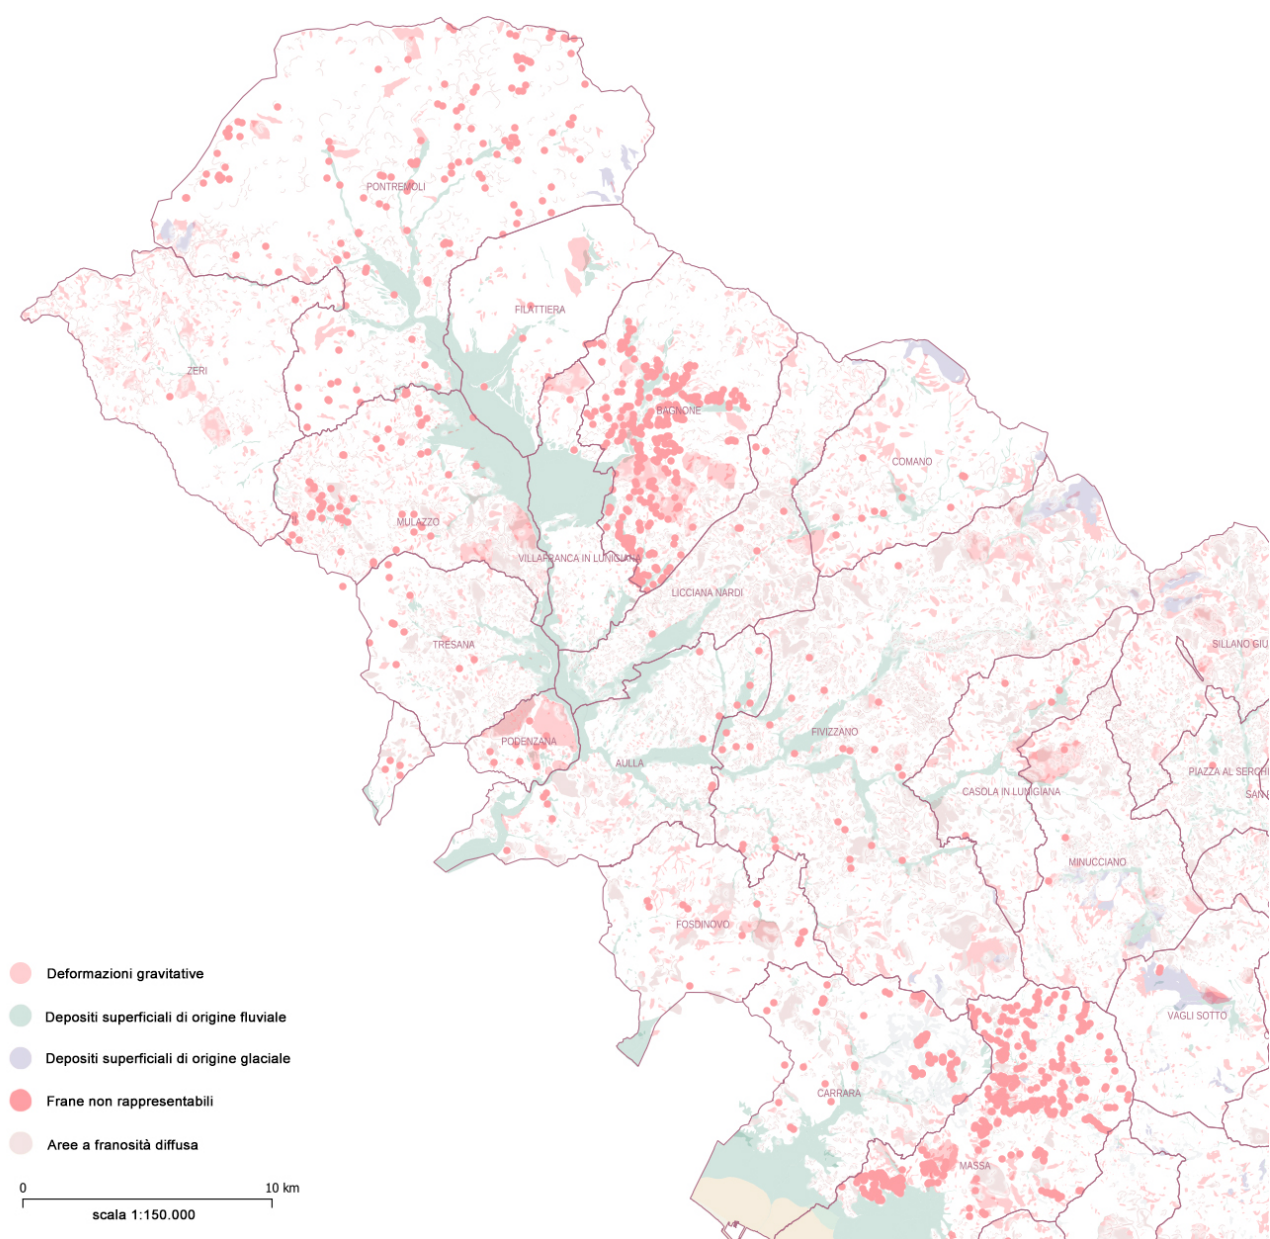 PONTREMOLI
FILATTIERA
ZERI
BAGNONE
COMANO
MULAZZO
VILLAFRANCA IN LUNIGIANA
LICCIANA NARDI
TRESANA
SILLANO GIU
PODENZANA
FIVIZZANO
AULLA
PIAZZA AL SERCHI
CASOLA IN LUNIGIANA
SAN
MINUCCIANO
FOSDINOVO
VAGLI SOTTO
CARRARA
MASSA
Deformazioni gravitative
Depositi superficiali di origine fluviale
Depositi superficiali di origine glaciale
Frane non rappresentabili
Aree a franosità diffusa
0 10 km
scala 1:150.000